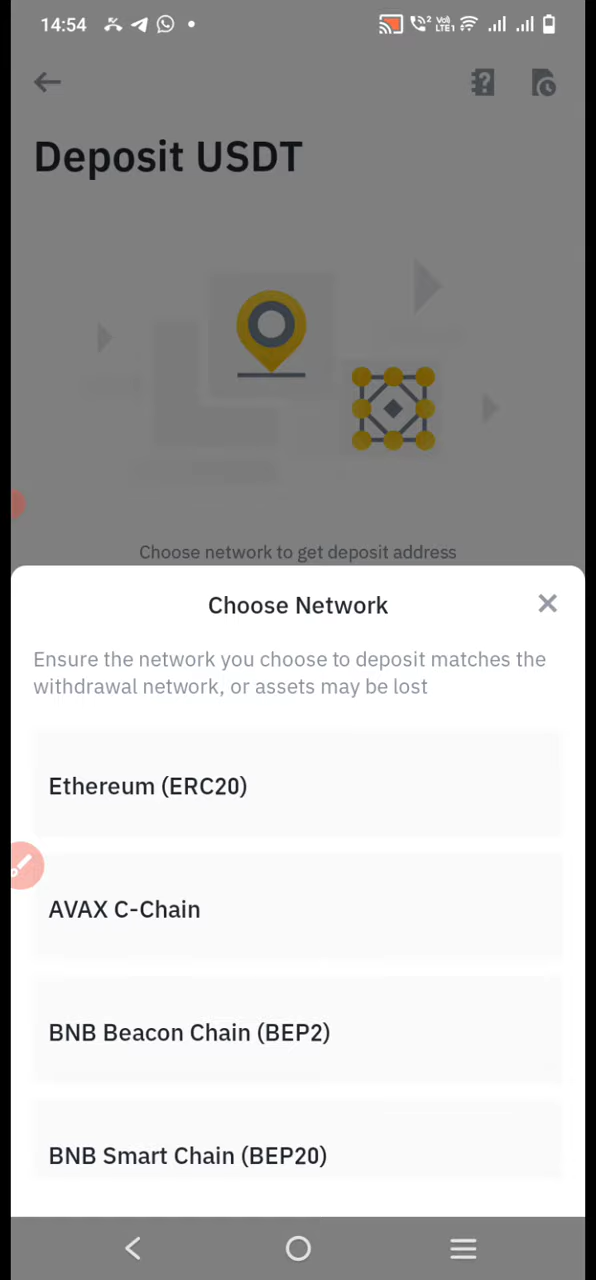 14:54
Vo) LTE1
Deposit USDT
Choose network to get deposit address
Choose Network
Ensure the network you choose to deposit matches the
withdrawal network, or assets may be lost
Ethereum (ERC20)
AVAX C-Chain
BNB Beacon Chain (BEP2)
BNB Smart Chain (BEP20)